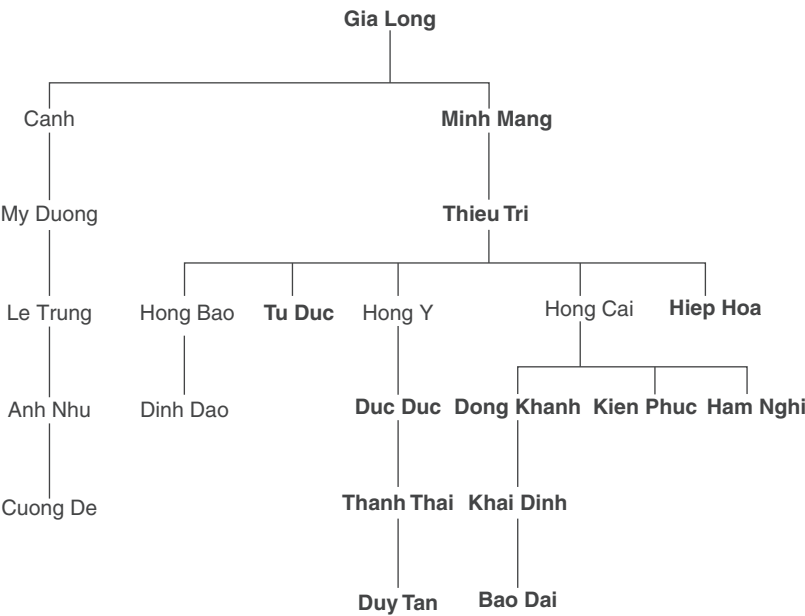 Gia Long
Canh Minh Mang
My Duong Thieu Tri
Le Trung Hong Bao Tu Duc Hong Y Hong Cai Hiep Hoa
Anh Nhu Dinh Dao Duc Duc Dong Khanh Kien Phuc Ham Nghi
Cuong De Thanh Thai Khai Dinh
Duy Tan Bao Dai